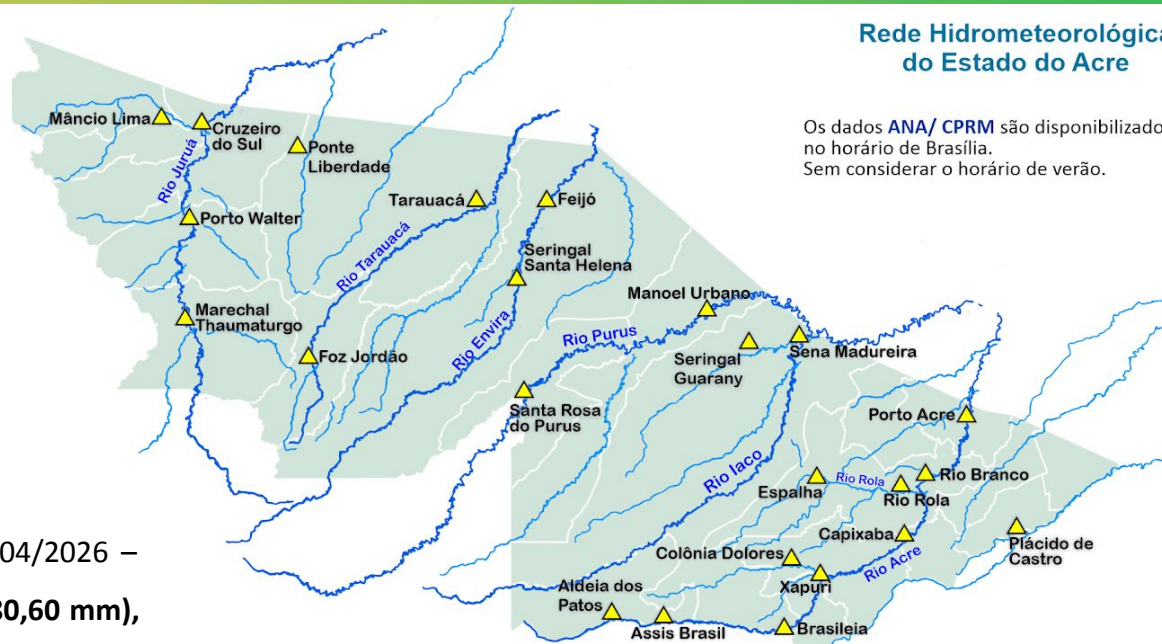 Rede Hidrometeorológica
do Estado do Acre
Os dados ANA/ CPRM são disponibilizado
no horário de Brasília.
Sem considerar o horário de verão.
Mâncio Lima
Cruzeiro
do Sul
Ponte
Liberdade
Rio Juruá
Porto Walter
Tarauacá
Feijó
Rio Tarauacá
Seringal
Santa Helena
Marechal
Thaumaturgo
Foz Jordão
Rio Envira
Manoel Urbano
Rio Purus
Seringal
Guarany
Sena Madureira
Santa Rosa
do Purus
Porto Acre
Rio Iaco
Espalha
Rio Rola
Rio Rola
Rio Branco
Capixaba
Plácido de
Castro
Colônia Dolores
Rio Acre
Xapuri
Aldeia dos
Patos
Assis Brasil
Brasileia
04/2026 –
30,60 mm),